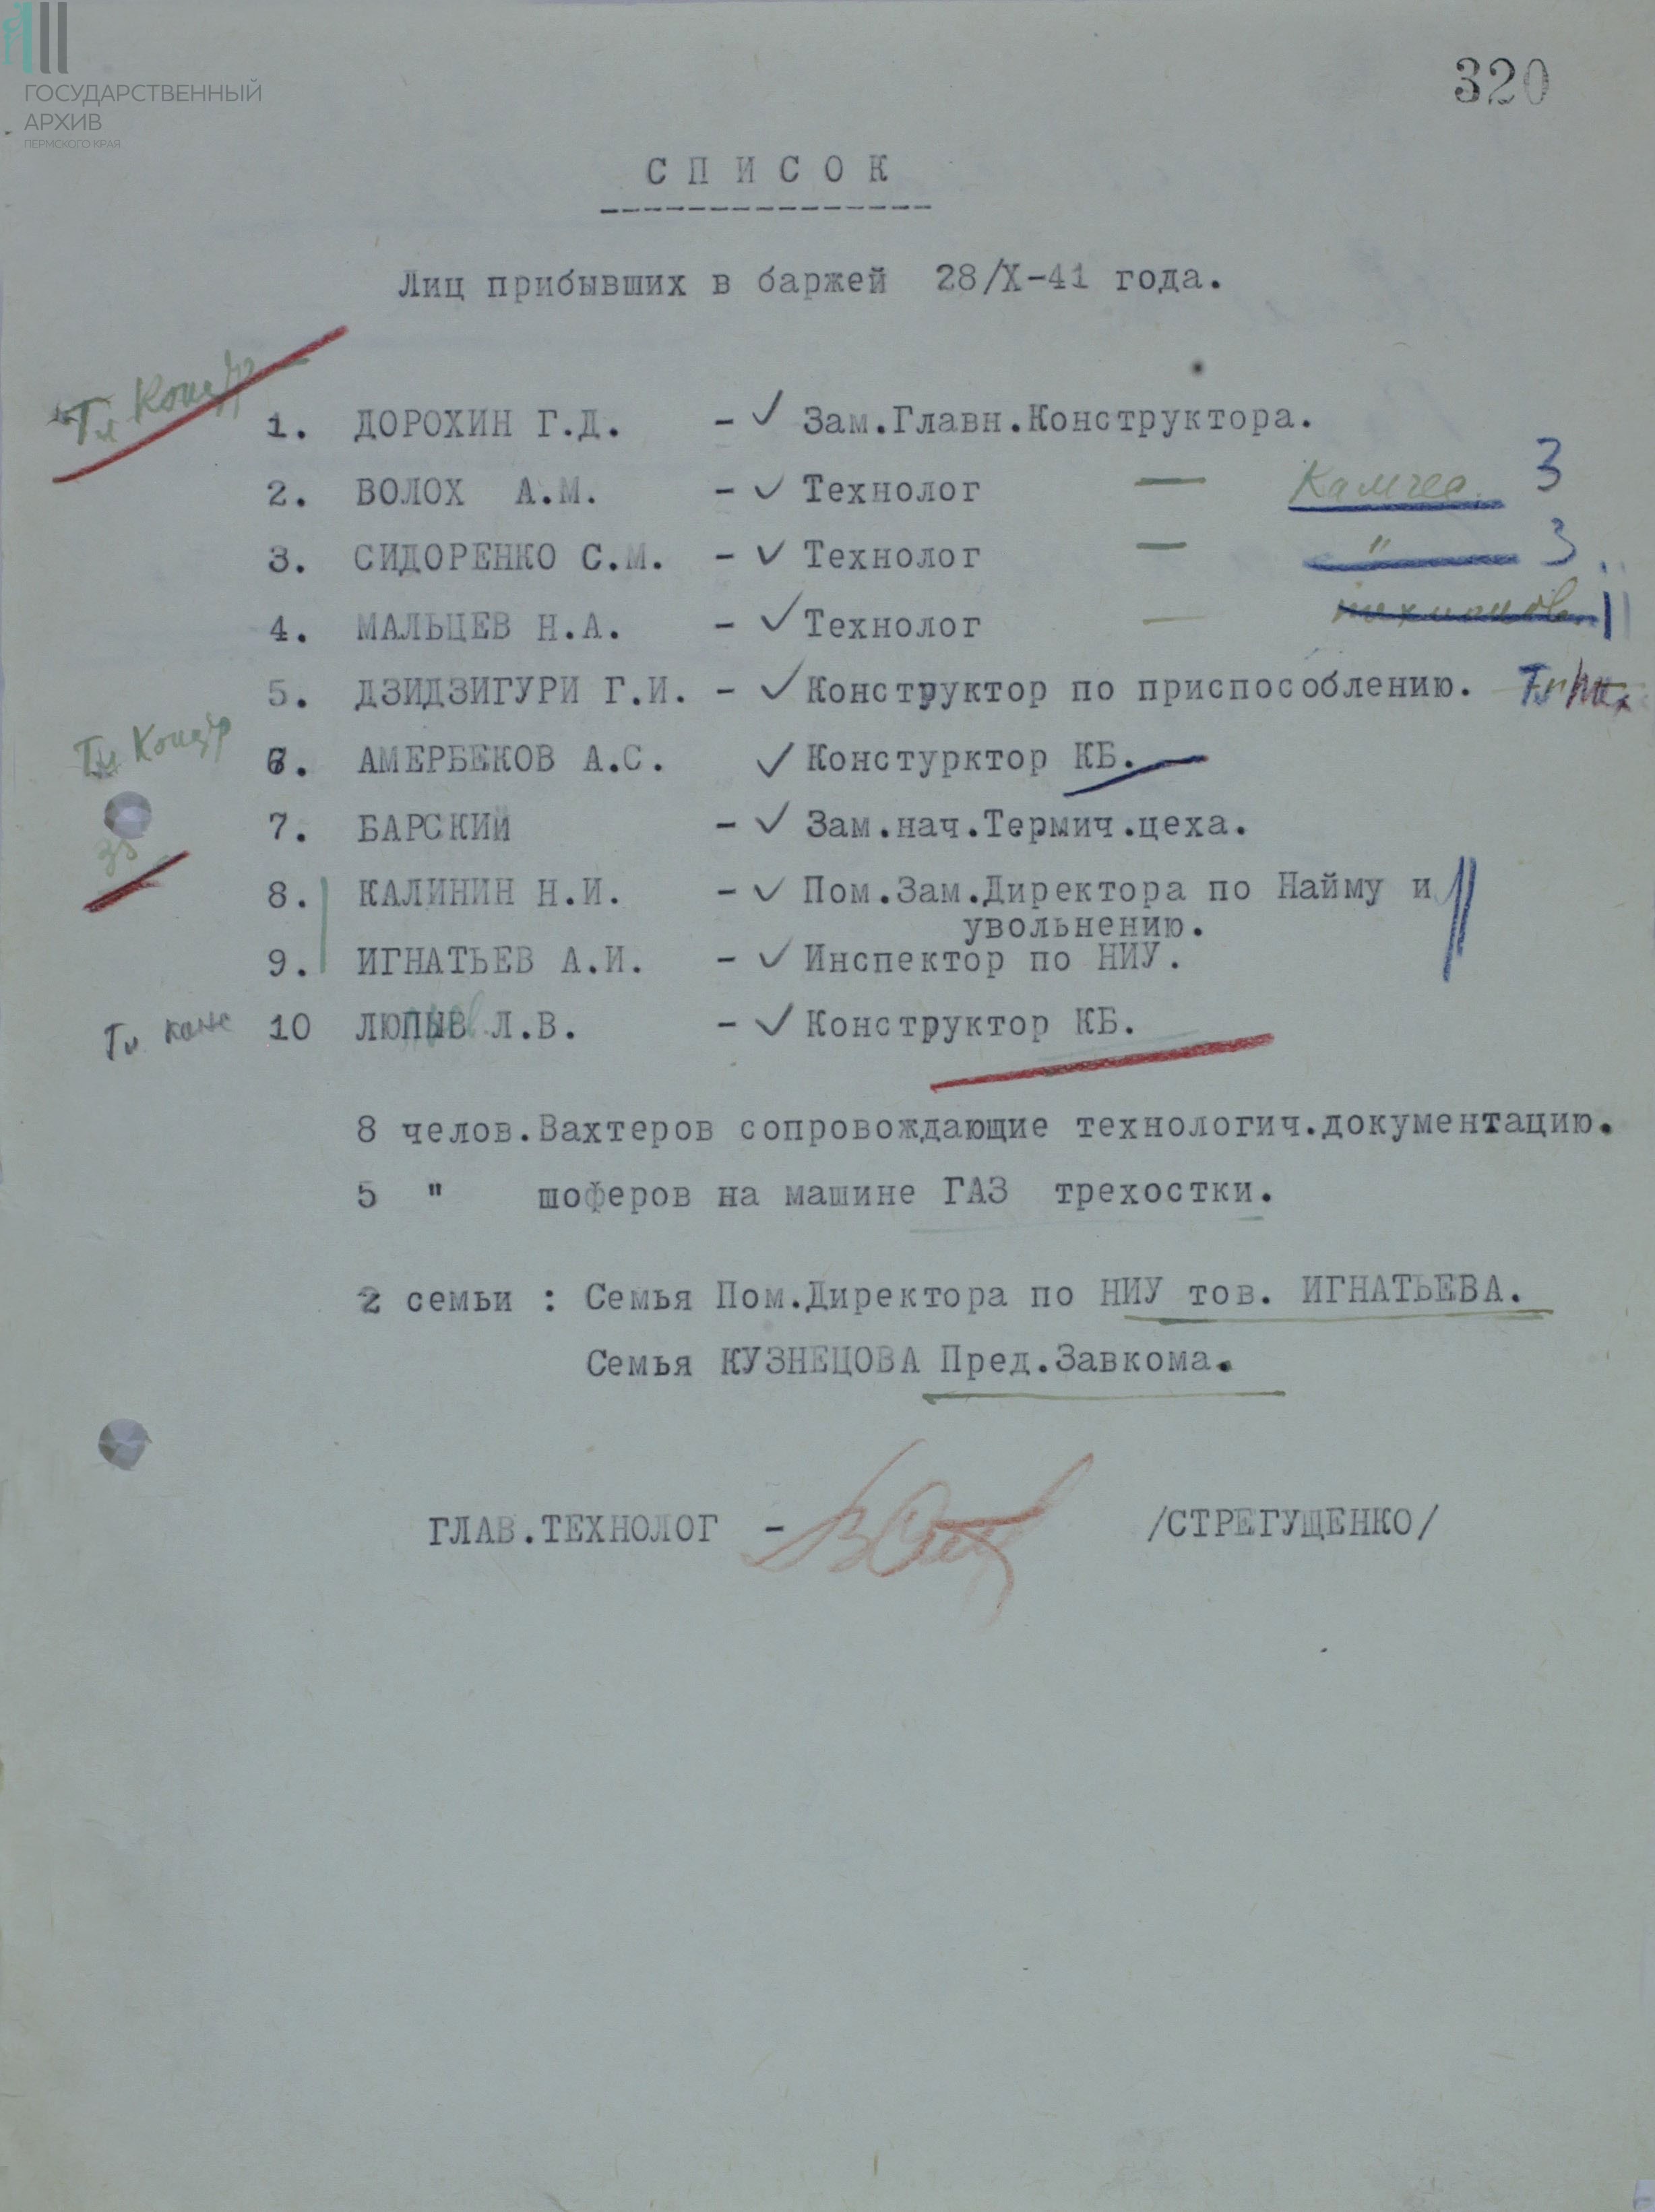 ГОСУДАРСТВЕННЫЙ
АРХИВ
ПЕРМСКОГО КРАЯ
320
СПИСОК
Лиц прибывших в баржей 28/X-41 года.
1. ДОРОХИН Г.Д. - Зам.Главн.Конструктора.
2. ВОЛОХ А.М. - Технолог — 3
3. СИДОРЕНКО С.М. - Технолог — " 3
4. МАЛЬЦЕВ Н.А. - Технолог —
5. ДЗИДЗИГУРИ Г.И. - Конструктор по приспособлению.
6. АМЕРБЕКОВ А.С. Констурктор КБ.
7. БАРСКИЙ - Зам.нач.Термич.цеха.
8. КАЛИНИН Н.И. - Пом.Зам.Директора по Найму и
увольнению.
9. ИГНАТЬЕВ А.И. - Инспектор по НИУ.
10 ЛЮПЫВ Л.В. - Конструктор КБ.
8 челов.Вахтеров сопровождающие технологич.документацию.
5 " шоферов на машине ГАЗ трехостки.
2 семьи : Семья Пом.Директора по НИУ тов. ИГНАТЬЕВА.
Семья КУЗНЕЦОВА Пред.Завкома.
ГЛАВ.ТЕХНОЛОГ - /СТРЕГУЩЕНКО/